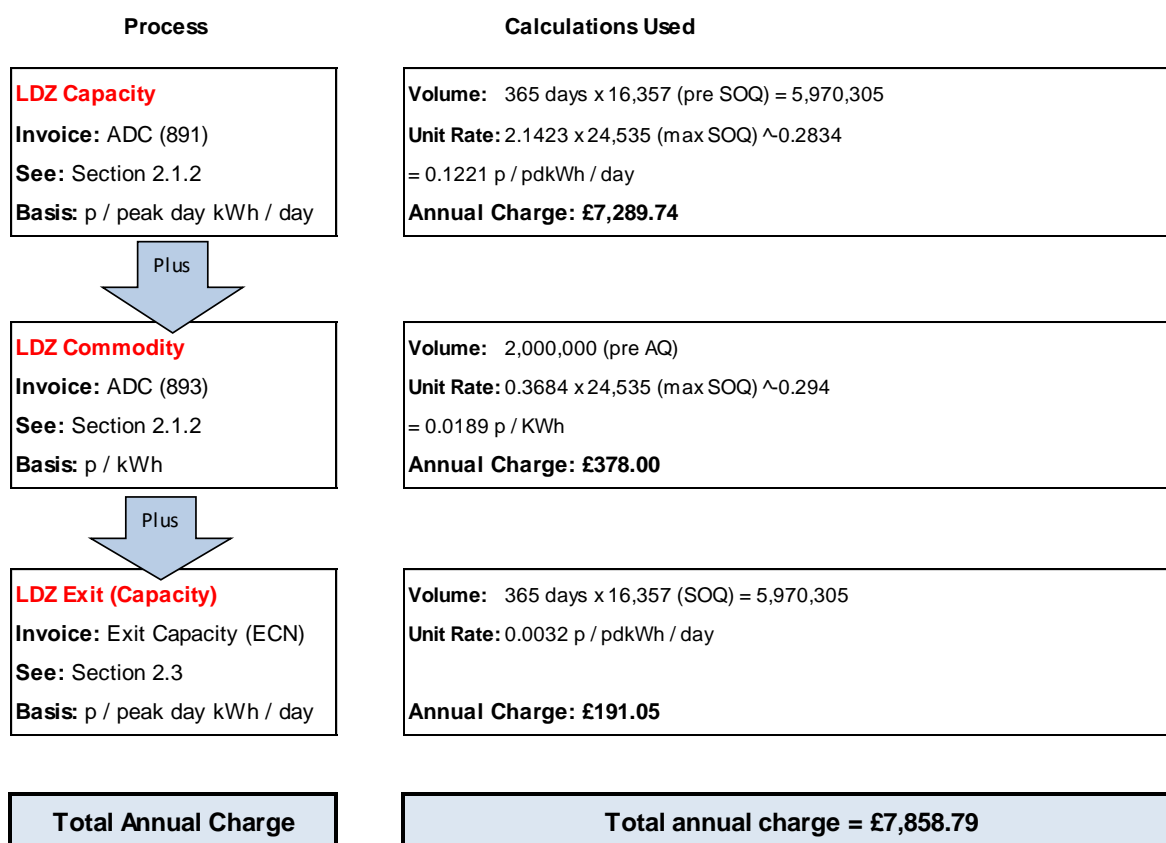 Process
Calculations Used
LDZ Capacity
Invoice: ADC (891)
See: Section 2.1.2
Basis: p / peak day kWh / day
Volume: 365 days x 16,357 (pre SOQ) = 5,970,305
Unit Rate: 2.1423 x 24,535 (max SOQ) ^-0.2834
= 0.1221 p / pdkWh / day
Annual Charge: £7,289.74
Plus
LDZ Commodity
Invoice: ADC (893)
See: Section 2.1.2
Basis: p / kWh
Volume: 2,000,000 (pre AQ)
Unit Rate: 0.3684 x 24,535 (max SOQ) ^-0.294
= 0.0189 p / KWh
Annual Charge: £378.00
Plus
LDZ Exit (Capacity)
Invoice: Exit Capacity (ECN)
See: Section 2.3
Basis: p / peak day kWh / day
Volume: 365 days x 16,357 (SOQ) = 5,970,305
Unit Rate: 0.0032 p / pdkWh / day
Annual Charge: £191.05
Total Annual Charge
Total annual charge = £7,858.79